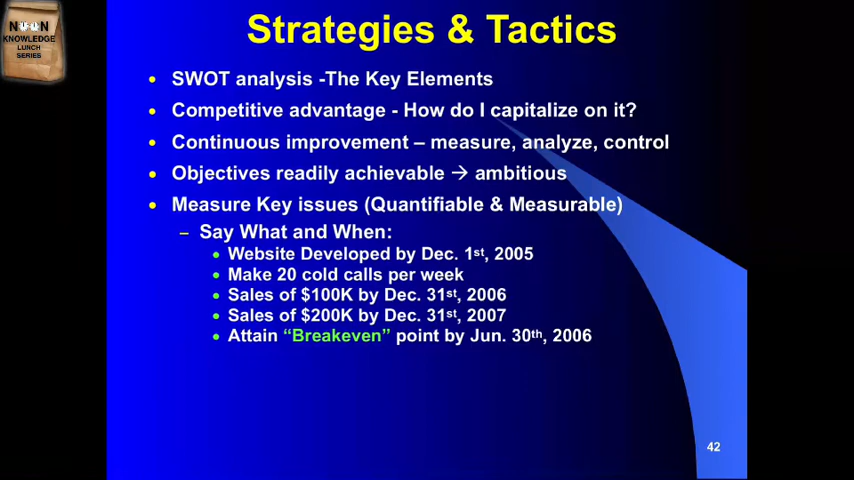 NOON
KNOWLEDGE
LUNCH
SERIES
Strategies & Tactics
• SWOT analysis -The Key Elements
• Competitive advantage - How do I capitalize on it?
• Continuous improvement – measure, analyze, control
• Objectives readily achievable → ambitious
• Measure Key issues (Quantifiable & Measurable)
– Say What and When:
• Website Developed by Dec. 1st, 2005
• Make 20 cold calls per week
• Sales of $100K by Dec. 31st, 2006
• Sales of $200K by Dec. 31st, 2007
• Attain “Breakeven” point by Jun. 30th, 2006
42